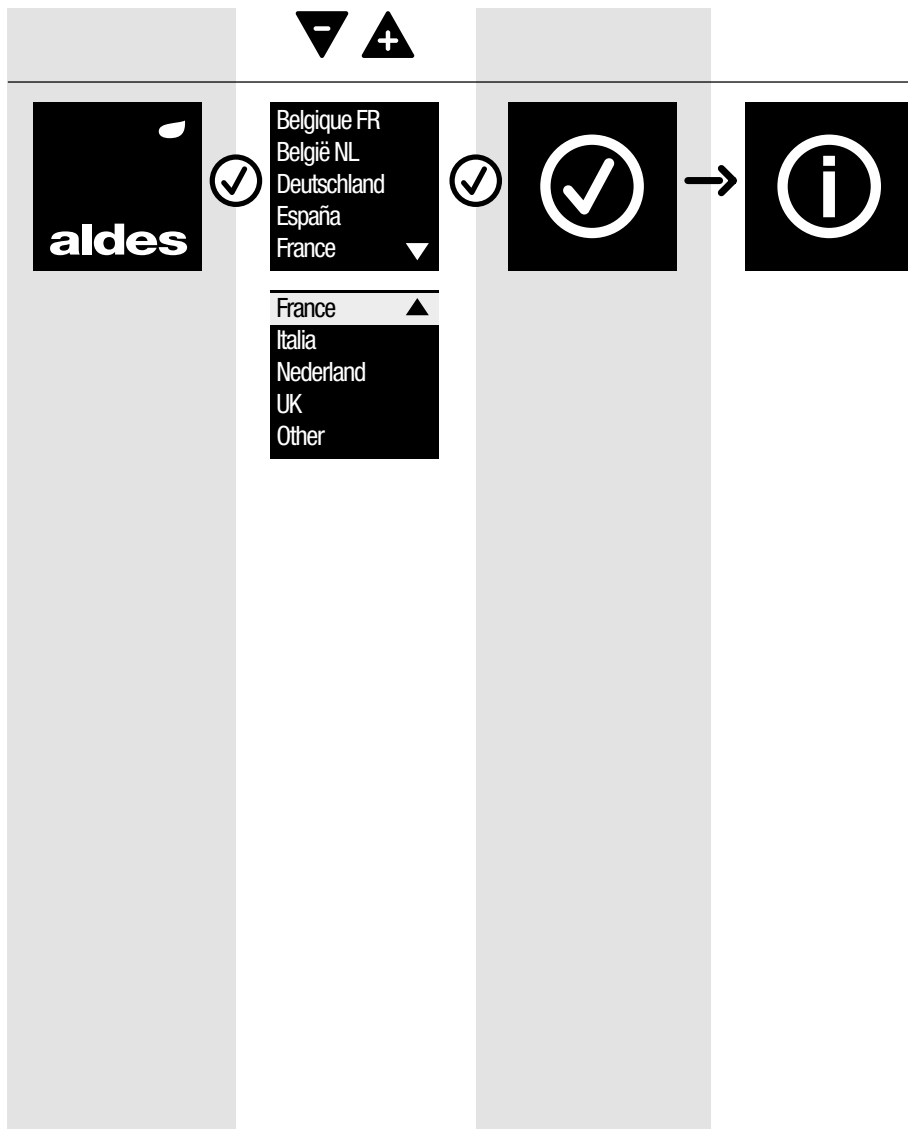 aldes
Belgique FR
België NL
Deutschland
España
France
France
Italia
Nederland
UK
Other
i